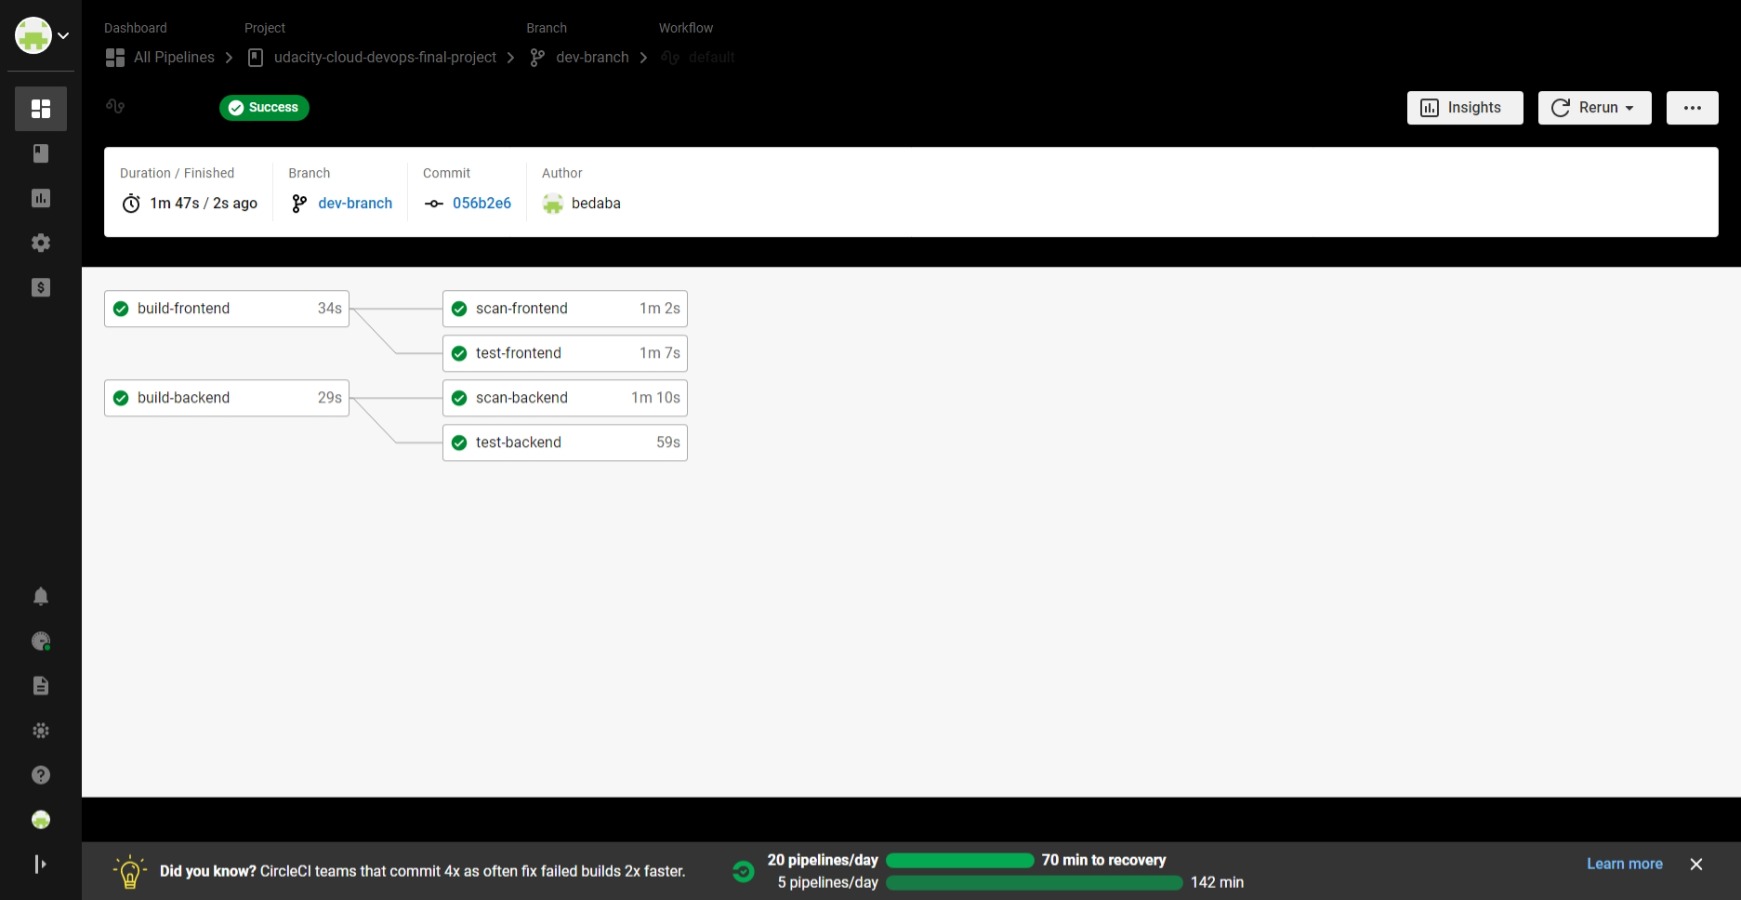 Dashboard
Project
Branch
Workflow
All Pipelines
udacity-cloud-devops-final-project
dev-branch
default
Success
Insights
Rerun
Duration / Finished
Branch
Commit
Author
1m 47s / 2s ago
dev-branch
056b2e6
bedaba
build-frontend 34s
scan-frontend 1m 2s
test-frontend 1m 7s
build-backend 29s
scan-backend 1m 10s
test-backend 59s
Did you know? CircleCI teams that commit 4x as often fix failed builds 2x faster.
20 pipelines/day 70 min to recovery
5 pipelines/day 142 min
Learn more